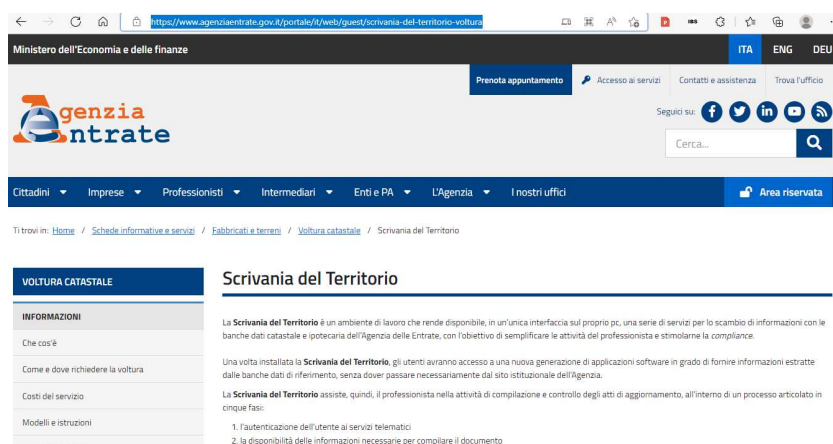 https://www.agenziaentrate.gov.it/portale/it/web/guest/scrivania-del-territorio-voltura
Ministero dell'Economia e delle finanze
ITA ENG DEU
Prenota appuntamento Accesso ai servizi Contatti e assistenza Trova l'ufficio
Agenzia
Entrate
Seguici su:
Cerca...
Cittadini Imprese Professionisti Intermediari Enti e PA L'Agenzia I nostri uffici Area riservata
Ti trovi in: Home / Schede informative e servizi / Fabbricati e terreni / Voltura catastale / Scrivania del Territorio
VOLTURA CATASTALE
INFORMAZIONI
Che cos'è
Come e dove richiedere la voltura
Costi del servizio
Modelli e istruzioni
Scrivania del Territorio
La Scrivania del Territorio è un ambiente di lavoro che rende disponibile, in un'unica interfaccia sul proprio pc, una serie di servizi per lo scambio di informazioni con le
banche dati catastale e ipotecaria dell'Agenzia delle Entrate, con l'obiettivo di semplificare le attività del professionista e stimolarne la compliance.
Una volta installata la Scrivania del Territorio, gli utenti avranno accesso a una nuova generazione di applicazioni software in grado di fornire informazioni estratte
dalle banche dati di riferimento, senza dover passare necessariamente dal sito istituzionale dell'Agenzia.
La Scrivania del Territorio assiste, quindi, il professionista nella attività di compilazione e controllo degli atti di aggiornamento, all'interno di un processo articolato in
cinque fasi:
1. l'autenticazione dell'utente ai servizi telematici
2. la disponibilità delle informazioni necessarie per compilare il documento